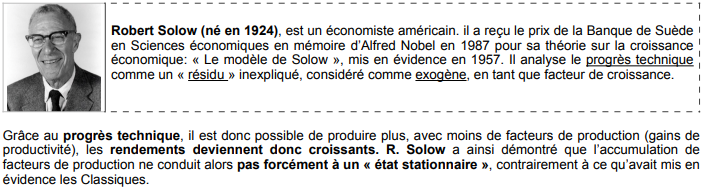 Robert Solow (né en 1924), est un économiste américain. il a reçu le prix de la Banque de Suède
en Sciences économiques en mémoire d'Alfred Nobel en 1987 pour sa théorie sur la croissance
économique: « Le modèle de Solow », mis en évidence en 1957. Il analyse le progrès technique
comme un « résidu » inexpliqué, considéré comme exogène, en tant que facteur de croissance.
Grâce au progrès technique, il est donc possible de produire plus, avec moins de facteurs de production (gains de
productivité), les rendements deviennent donc croissants. R. Solow a ainsi démontré que l'accumulation de
facteurs de production ne conduit alors pas forcément à un « état stationnaire », contrairement à ce qu'avait mis en
évidence les Classiques.